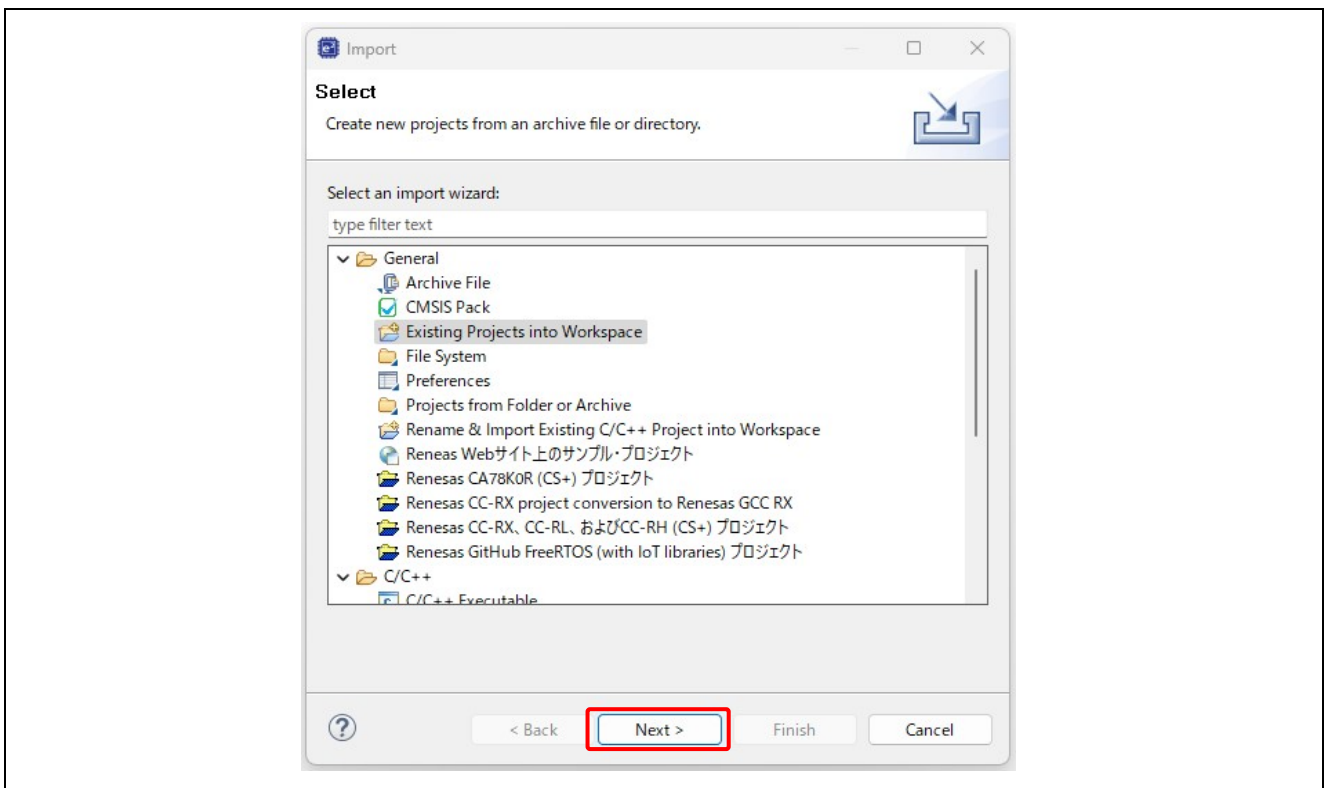 Import
Select
Create new projects from an archive file or directory.
Select an import wizard:
type filter text
General
Archive File
CMSIS Pack
Existing Projects into Workspace
File System
Preferences
Projects from Folder or Archive
Rename & Import Existing C/C++ Project into Workspace
Reneas Webサイト上のサンプル・プロジェクト
Renesas CA78K0R (CS+) プロジェクト
Renesas CC-RX project conversion to Renesas GCC RX
Renesas CC-RX、CC-RL、およびCC-RH (CS+) プロジェクト
Renesas GitHub FreeRTOS (with IoT libraries) プロジェクト
C/C++
C/C++ Executable
< Back Next > Finish Cancel